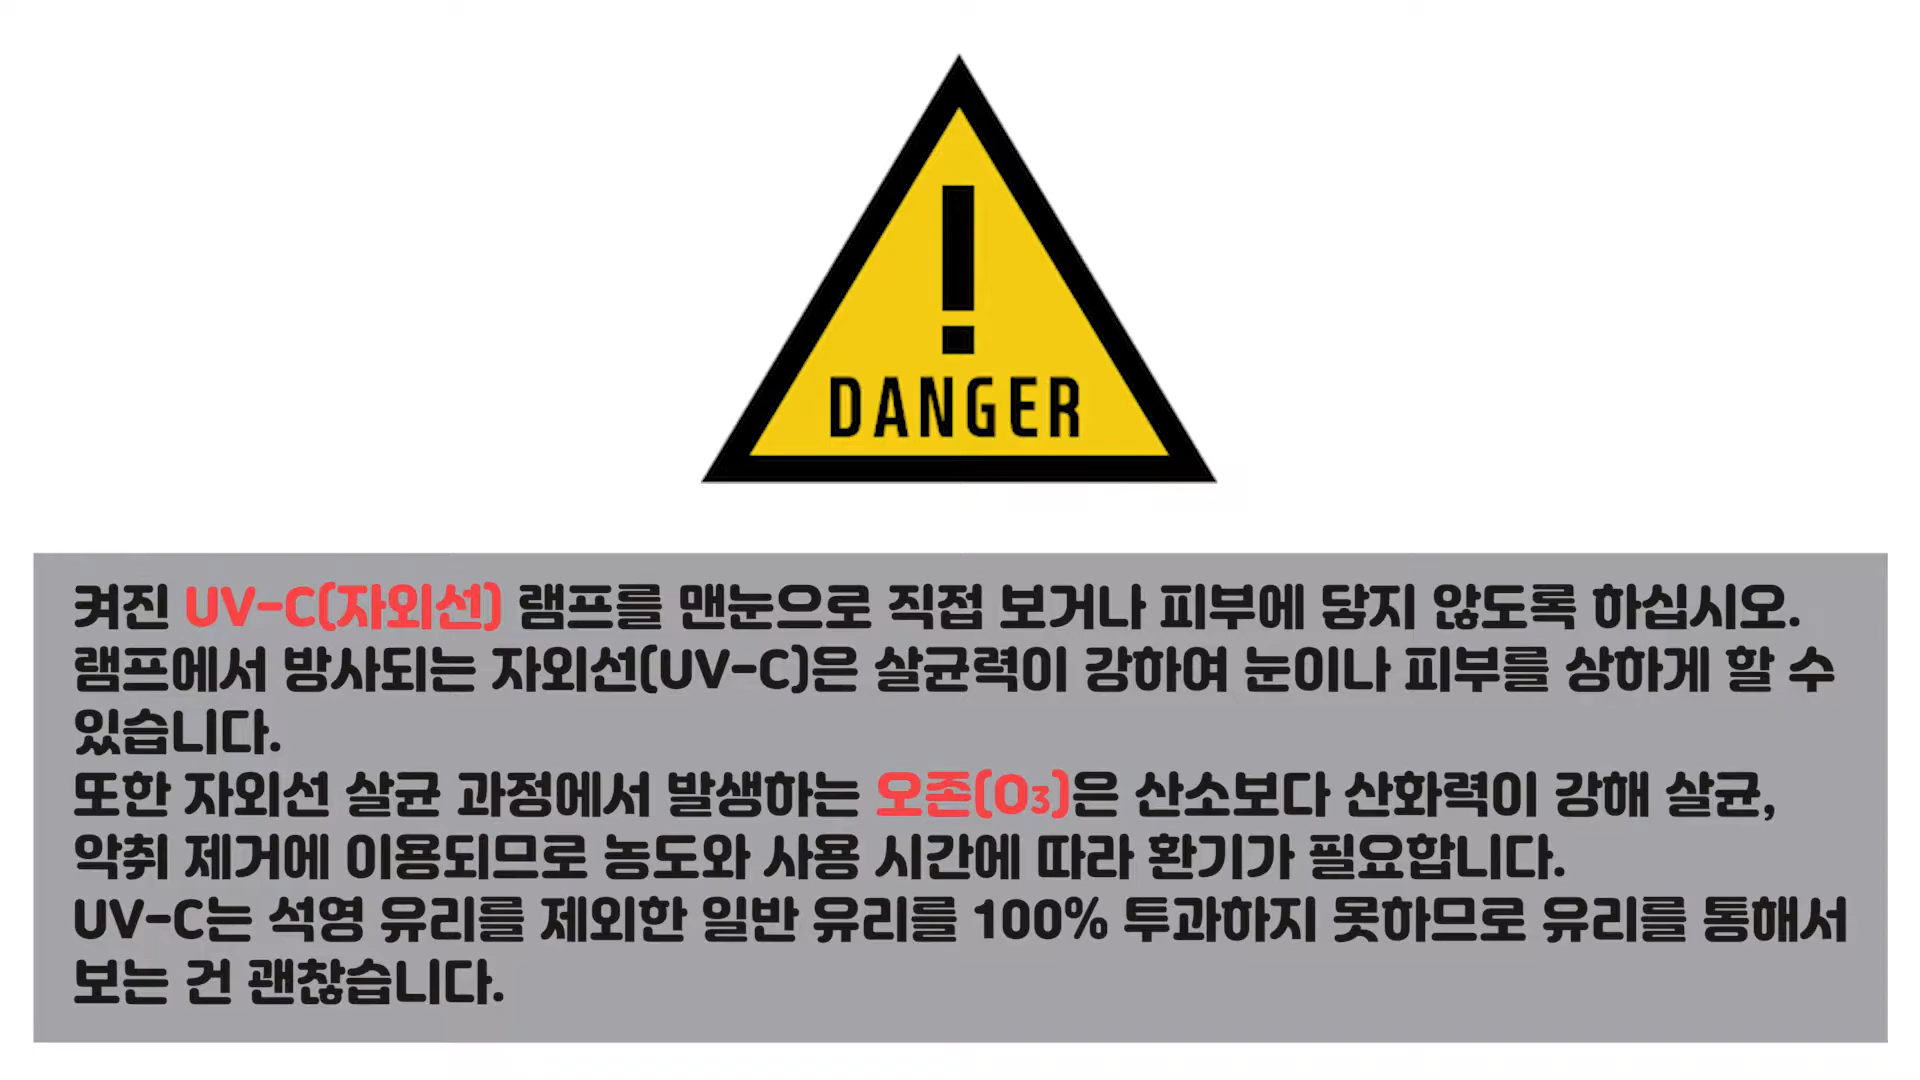 DANGER
켜진 UV-C(자외선) 램프를 맨눈으로 직접 보거나 피부에 닿지 않도록 하십시오.
램프에서 방사되는 자외선(UV-C)은 살균력이 강하여 눈이나 피부를 상하게 할 수
있습니다.
또한 자외선 살균 과정에서 발생하는 오존(O₃)은 산소보다 산화력이 강해 살균,
악취 제거에 이용되므로 농도와 사용 시간에 따라 환기가 필요합니다.
UV-C는 석영 유리를 제외한 일반 유리를 100% 투과하지 못하므로 유리를 통해서
보는 건 괜찮습니다.